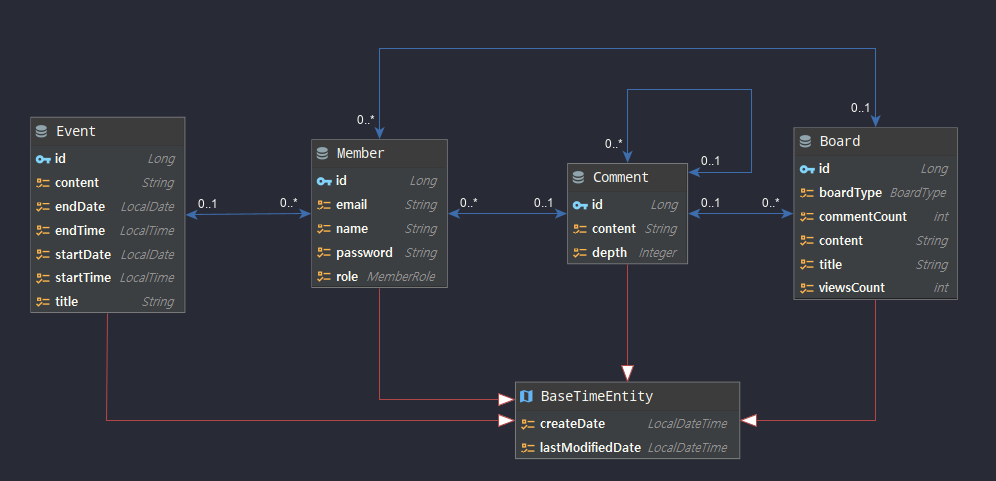 0..*
0..1
Event
id Long
content String
endDate LocalDate
endTime LocalTime
startDate LocalDate
startTime LocalTime
title String
0..1
0..*
Member
id Long
email String
name String
password String
role MemberRole
0..*
0..1
0..*
0..1
Comment
id Long
content String
depth Integer
0..1
0..*
Board
id Long
boardType BoardType
commentCount int
content String
title String
viewsCount int
BaseTimeEntity
createDate LocalDateTime
lastModifiedDate LocalDateTime